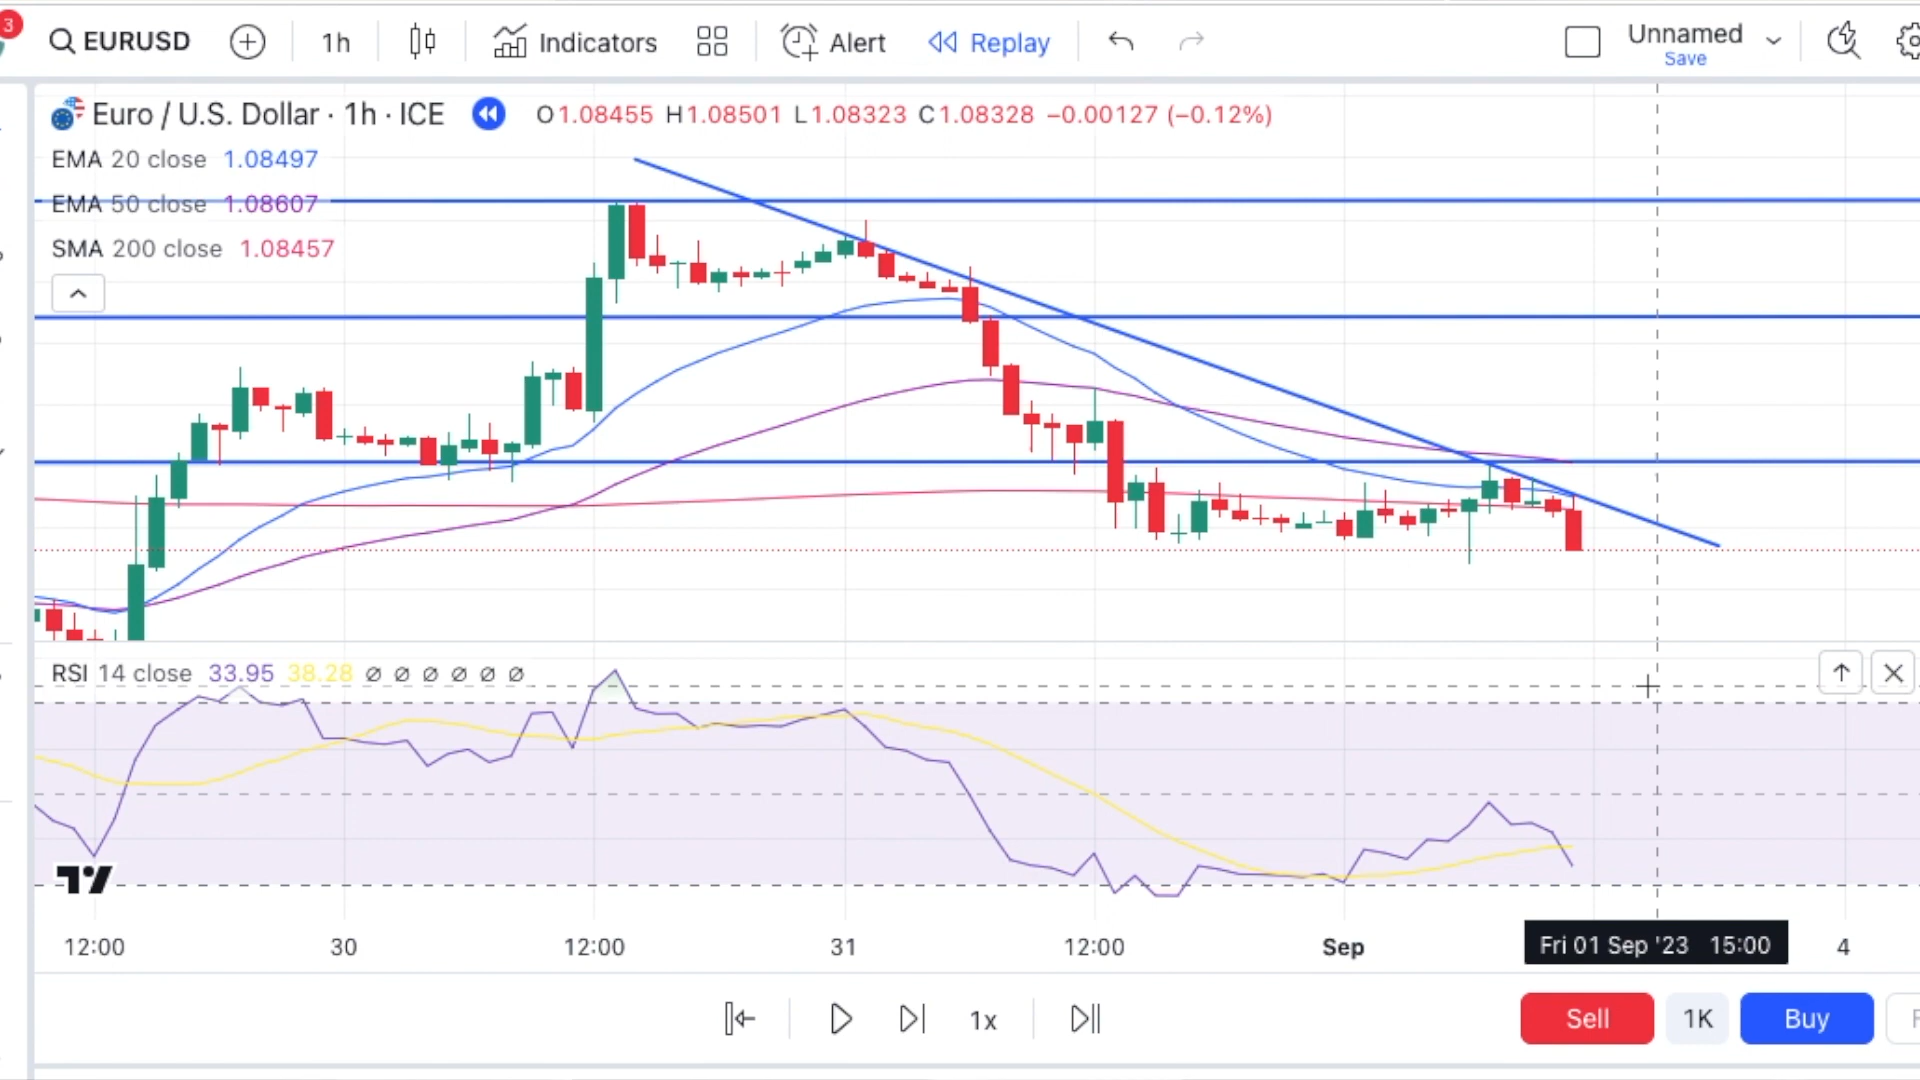 3
EURUSD 1h Indicators Alert Replay Unnamed
Save
Euro / U.S. Dollar · 1h · ICE O1.08455 H1.08501 L1.08323 C1.08328 −0.00127 (−0.12%)
EMA 20 close 1.08497
EMA 50 close 1.08607
SMA 200 close 1.08457
RSI 14 close 33.95 38.28 ∅ ∅ ∅ ∅ ∅ ∅
12:00 30 12:00 31 12:00 Sep Fri 01 Sep '23 15:00 4
1x Sell 1K Buy